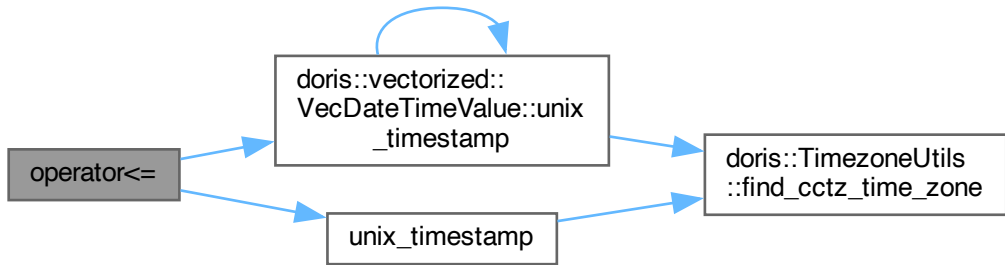 operator<=
doris::vectorized::
VecDateTimeValue::unix
_timestamp
unix_timestamp
doris::TimezoneUtils
::find_cctz_time_zone